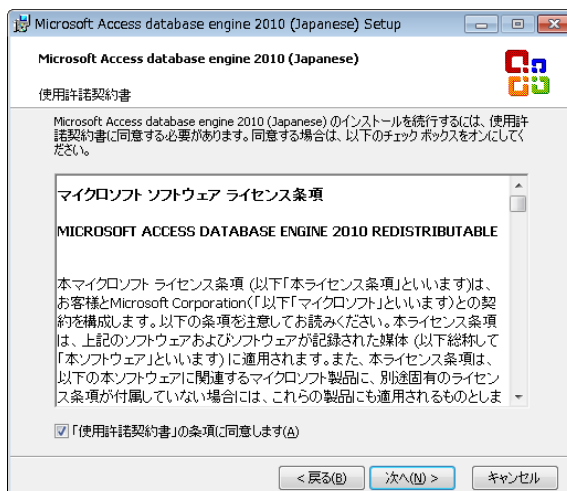 Microsoft Access database engine 2010 (Japanese) Setup
Microsoft Access database engine 2010 (Japanese)
使用許諾契約書
Microsoft Access database engine 2010 (Japanese) のインストールを続行するには、使用許
諾契約書に同意する必要があります。同意する場合は、以下のチェック ボックスをオンにしてく
ださい。
マイクロソフト ソフトウェア ライセンス条項
MICROSOFT ACCESS DATABASE ENGINE 2010 REDISTRIBUTABLE
本マイクロソフト ライセンス条項 (以下「本ライセンス条項」といいます)は、
お客様とMicrosoft Corporation(「以下「マイクロソフト」といいます)との契
約を構成します。以下の条項を注意してお読みください。本ライセンス条項
は、上記のソフトウェアおよびソフトウェアが記録された媒体 (以下総称して
「本ソフトウェア」といいます) に適用されます。また、本ライセンス条項は、
以下の本ソフトウェアに関連するマイクロソフト製品に、別途固有のライセン
ス条項が付属していない場合には、これらの製品にも適用されるものとしま
「使用許諾契約書」の条項に同意します(A)
< 戻る(B)
次へ(N) >
キャンセル